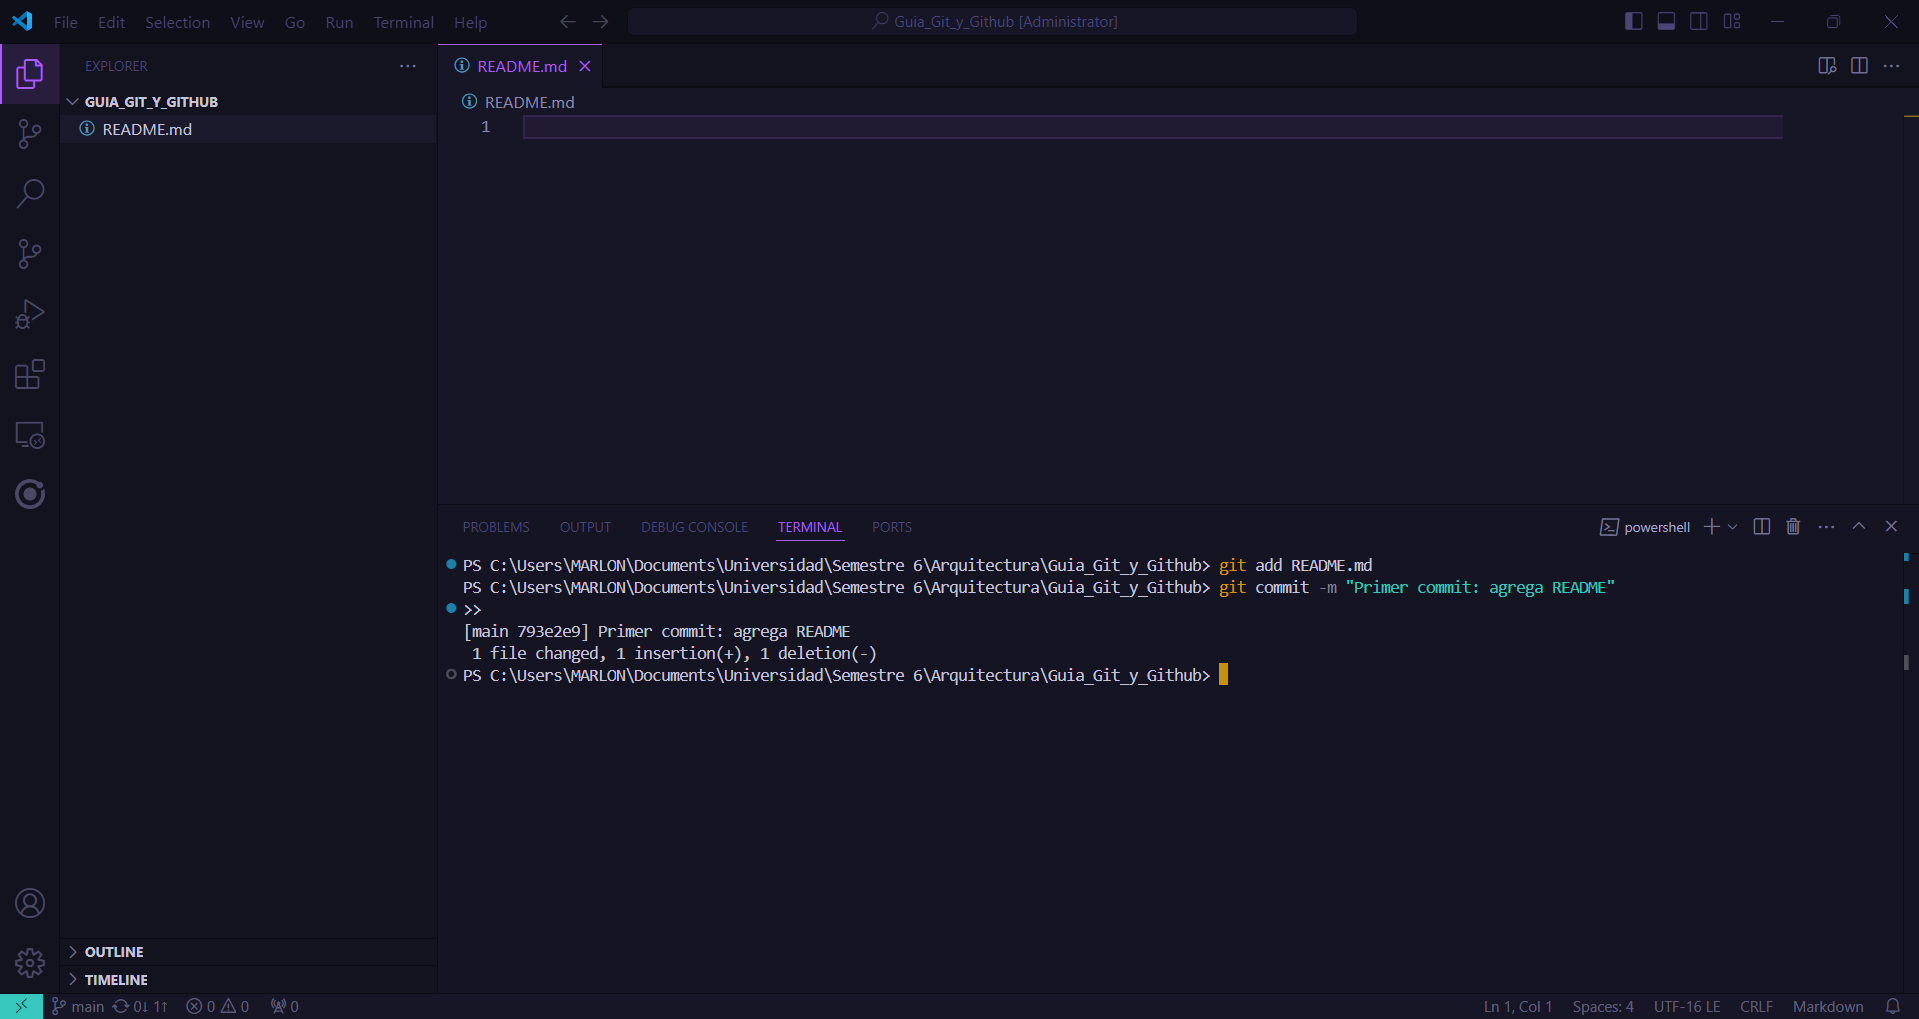 File Edit Selection View Go Run Terminal Help
Guia_Git_y_Github [Administrator]
EXPLORER
GUIA_GIT_Y_GITHUB
README.md
README.md
README.md
1
PROBLEMS OUTPUT DEBUG CONSOLE TERMINAL PORTS
powershell
PS C:\Users\MARLON\Documents\Universidad\Semestre 6\Arquitectura\Guia_Git_y_Github> git add README.md
PS C:\Users\MARLON\Documents\Universidad\Semestre 6\Arquitectura\Guia_Git_y_Github> git commit -m "Primer commit: agrega README"
>>
[main 793e2e9] Primer commit: agrega README
1 file changed, 1 insertion(+), 1 deletion(-)
PS C:\Users\MARLON\Documents\Universidad\Semestre 6\Arquitectura\Guia_Git_y_Github>
OUTLINE
TIMELINE
main 0↓ 1↑ 0 0 0
Ln 1, Col 1 Spaces: 4 UTF-16 LE CRLF Markdown